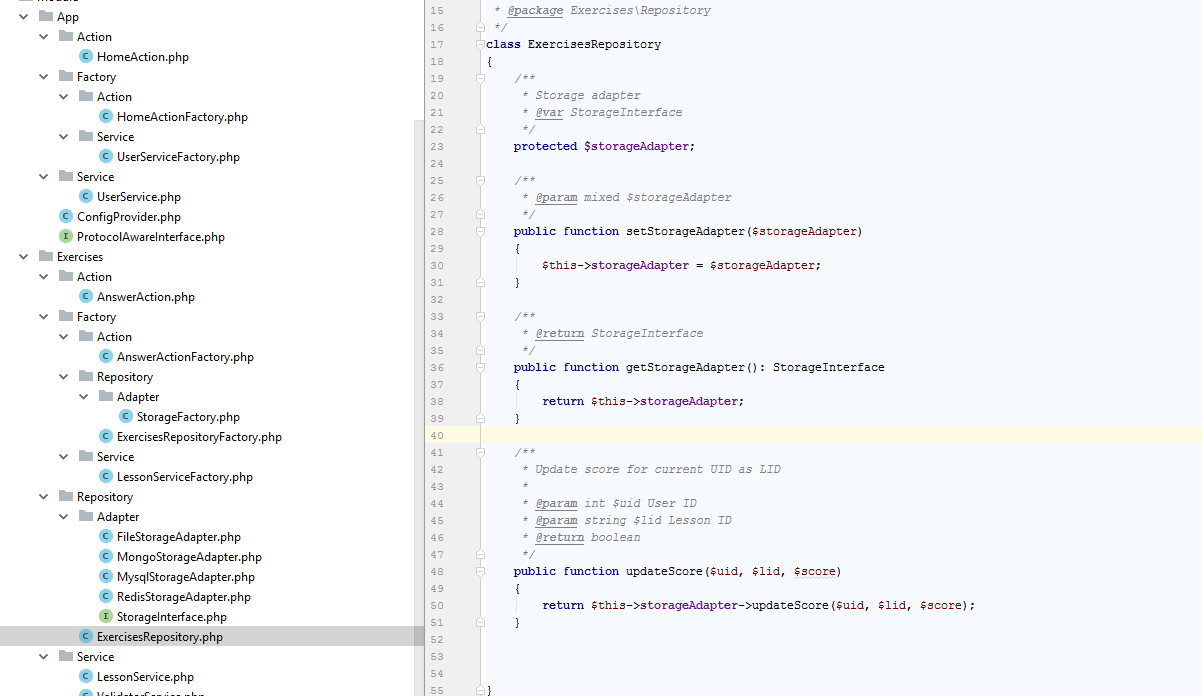 App
Action
HomeAction.php
Factory
Action
HomeActionFactory.php
Service
UserServiceFactory.php
Service
UserService.php
ConfigProvider.php
ProtocolAwareInterface.php
Exercises
Action
AnswerAction.php
Factory
Action
AnswerActionFactory.php
Repository
Adapter
StorageFactory.php
ExercisesRepositoryFactory.php
Service
LessonServiceFactory.php
Repository
Adapter
FileStorageAdapter.php
MongoStorageAdapter.php
MysqlStorageAdapter.php
RedisStorageAdapter.php
StorageInterface.php
ExercisesRepository.php
Service
LessonService.php
ValidatorService.php
15 * @package Exercises\Repository
16 */
17 class ExercisesRepository
18 {
19 /**
20 * Storage adapter
21 * @var StorageInterface
22 */
23 protected $storageAdapter;
24
25 /**
26 * @param mixed $storageAdapter
27 */
28 public function setStorageAdapter($storageAdapter)
29 {
30 $this->storageAdapter = $storageAdapter;
31 }
32
33 /**
34 * @return StorageInterface
35 */
36 public function getStorageAdapter(): StorageInterface
37 {
38 return $this->storageAdapter;
39 }
40
41 /**
42 * Update score for current UID as LID
43 *
44 * @param int $uid User ID
45 * @param string $lid Lesson ID
46 * @return boolean
47 */
48 public function updateScore($uid, $lid, $score)
49 {
50 return $this->storageAdapter->updateScore($uid, $lid, $score);
51 }
52
53
54
55 }